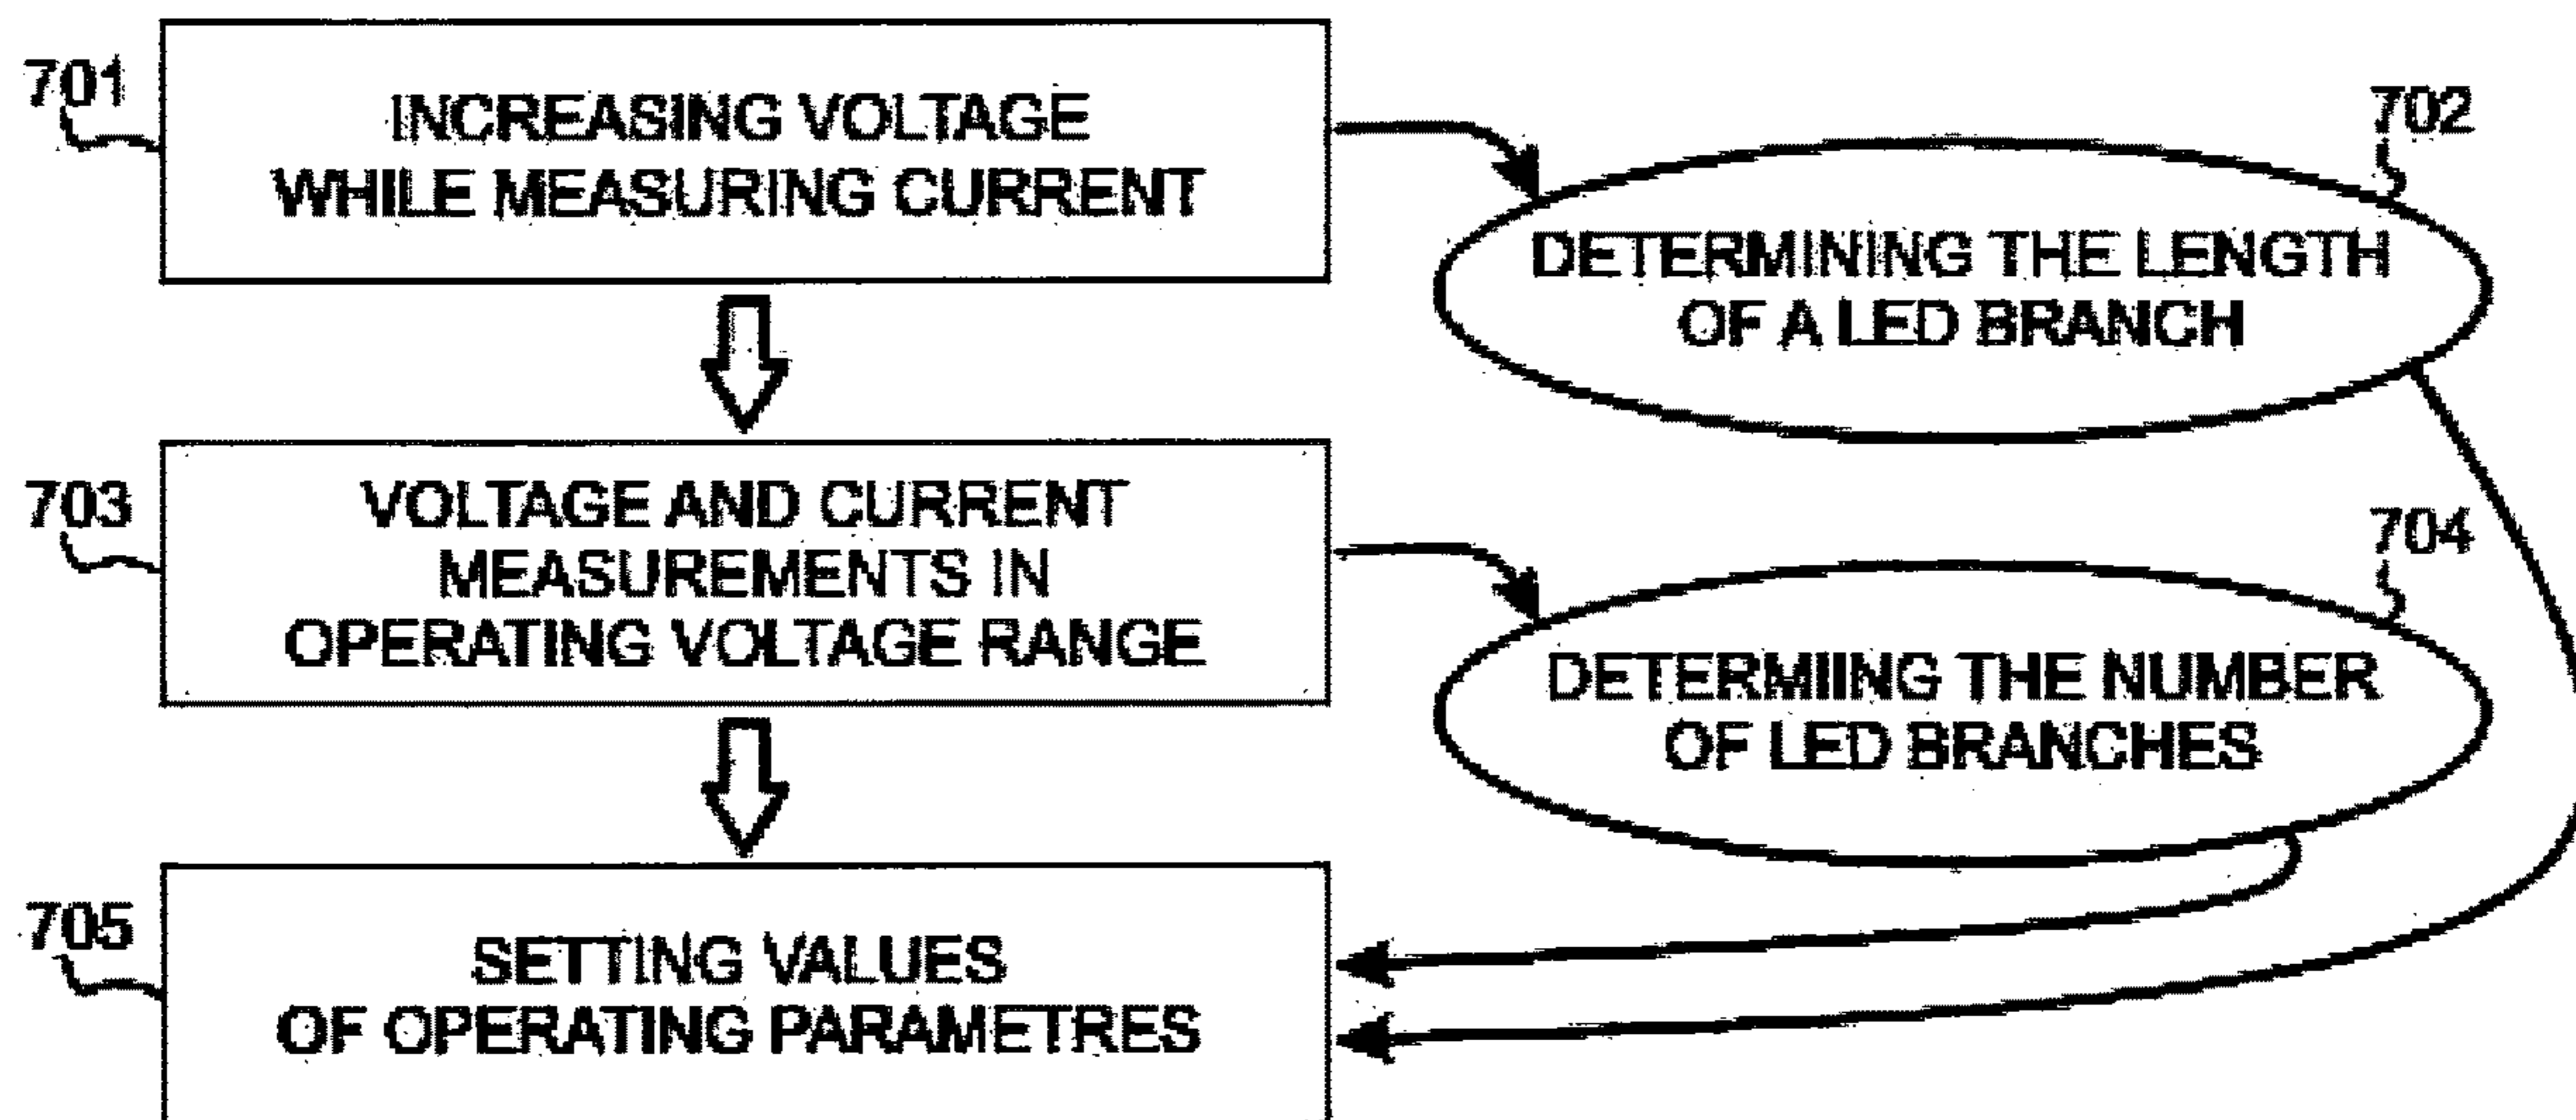 701
INCREASING VOLTAGE
WHILE MEASURING CURRENT
702
DETERMINING THE LENGTH
OF A LED BRANCH
703
VOLTAGE AND CURRENT
MEASUREMENTS IN
OPERATING VOLTAGE RANGE
704
DETERMIING THE NUMBER
OF LED BRANCHES
705
SETTING VALUES
OF OPERATING PARAMETRES